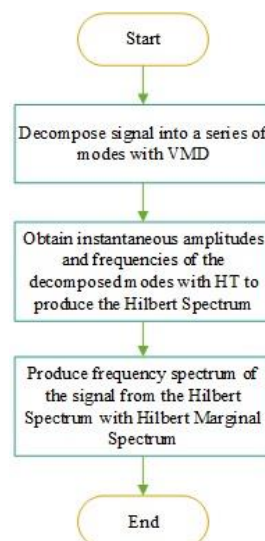 Start
Decompose signal into a series of
modes with VMD
Obtain instantaneous amplitudes
and frequencies of the
decomposed modes with HT to
produce the Hilbert Spectrum
Produce frequency spectrum of
the signal from the Hilbert
Spectrum with Hilbert Marginal
Spectrum
End